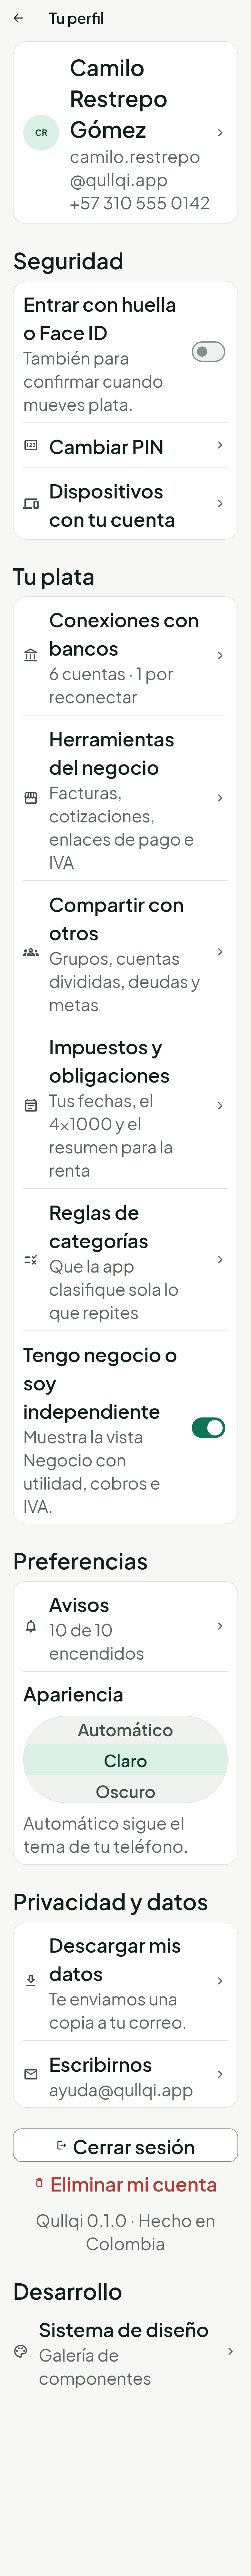 Tu perfil
Camilo
Restrepo
Gómez
CR
camilo.restrepo
@qullqi.app
+57 310 555 0142
Seguridad
Entrar con huella
o Face ID
También para
confirmar cuando
mueves plata.
123
Cambiar PIN
Dispositivos
con tu cuenta
Tu plata
Conexiones con
bancos
6 cuentas · 1 por
reconectar
Herramientas
del negocio
Facturas,
cotizaciones,
enlaces de pago e
IVA
Compartir con
otros
Grupos, cuentas
divididas, deudas y
metas
Impuestos y
obligaciones
Tus fechas, el
4×1000 y el
resumen para la
renta
Reglas de
categorías
Que la app
clasifique sola lo
que repites
Tengo negocio o
soy
independiente
Muestra la vista
Negocio con
utilidad, cobros e
IVA.
Preferencias
Avisos
10 de 10
encendidos
Apariencia
Automático
Claro
Oscuro
Automático sigue el
tema de tu teléfono.
Privacidad y datos
Descargar mis
datos
Te enviamos una
copia a tu correo.
Escribirnos
ayuda@qullqi.app
Cerrar sesión
Eliminar mi cuenta
Qullqi 0.1.0 · Hecho en
Colombia
Desarrollo
Sistema de diseño
Galería de
componentes